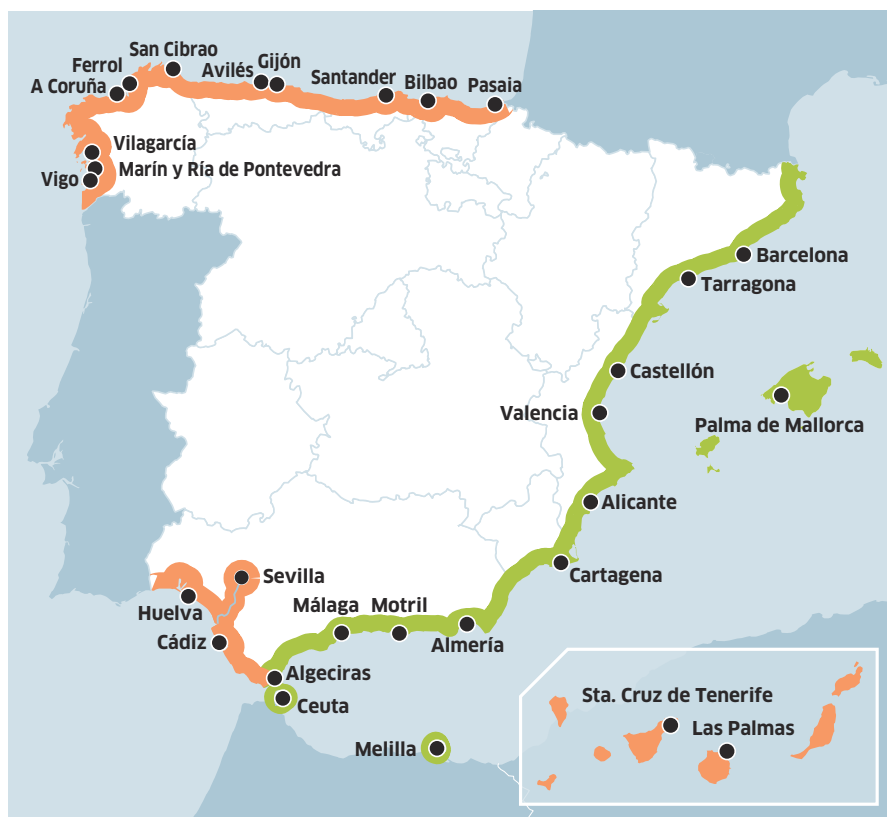 San Cibrao
Ferrol
Avilés
Gijón
A Coruña
Santander
Bilbao
Pasaia
Vilagarcía
Marín y Ría de Pontevedra
Vigo
Barcelona
Tarragona
Castellón
Valencia
Palma de Mallorca
Alicante
Cartagena
Sevilla
Huelva
Málaga
Motril
Cádiz
Almería
Algeciras
Ceuta
Melilla
Sta. Cruz de Tenerife
Las Palmas